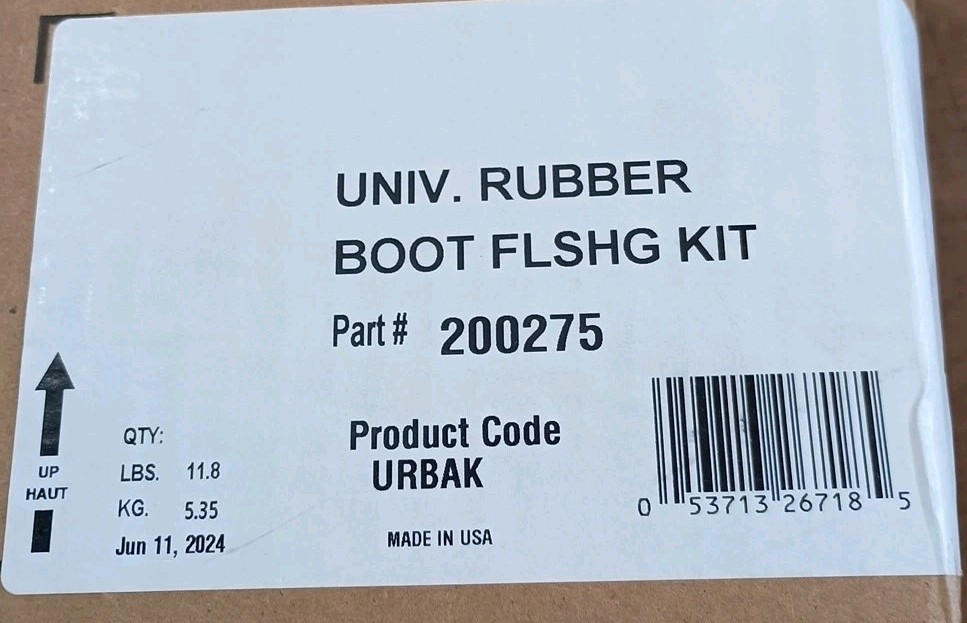 UNIV. RUBBER
BOOT FLSHG KIT
Part # 200275
Product Code
URBAK
MADE IN USA
UP
HAUT
QTY:
LBS. 11.8
KG. 5.35
Jun 11, 2024
0 53713 26718 5